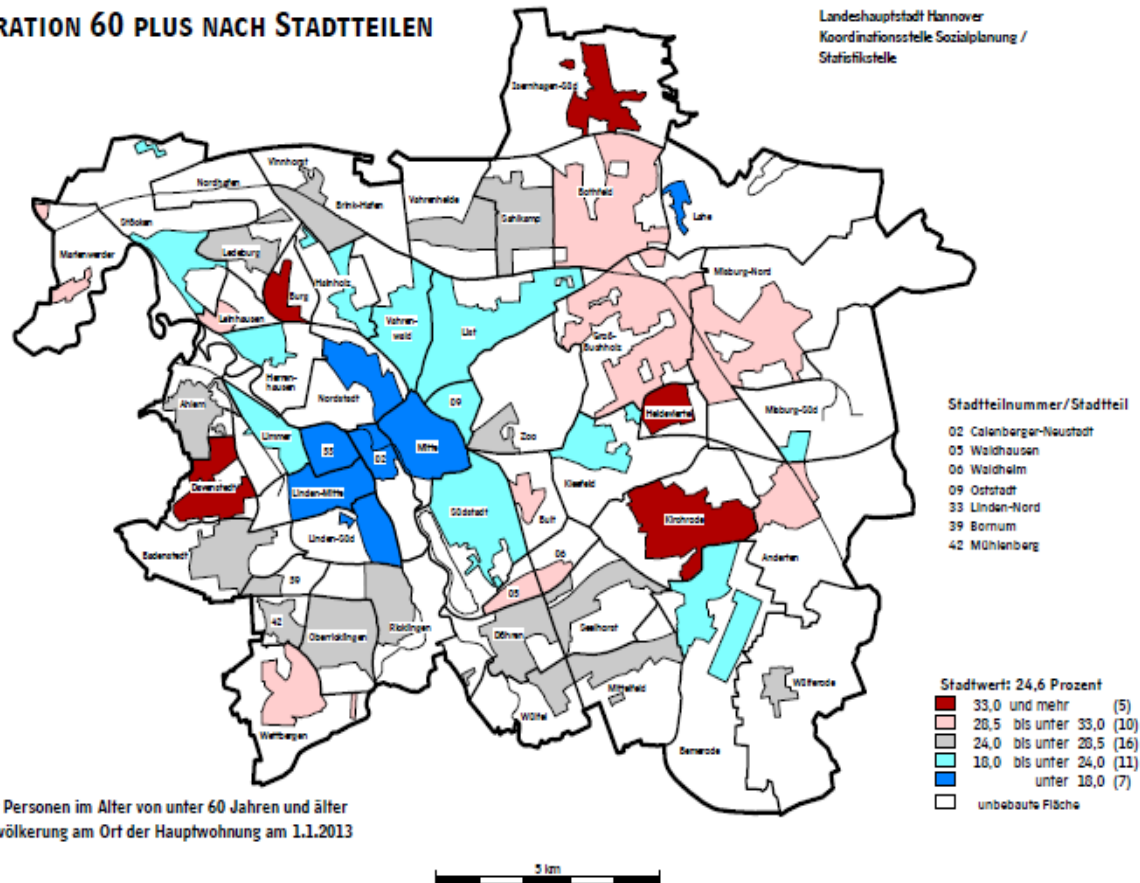 RATION 60 PLUS NACH STADTTEILEN
Landeshauptstadt Hannover
Koordinationsstelle Sozialplanung /
Statistikstelle
Isernhagen-Süd
Vinnhorst
Nordhafen
Brink-Hafen
Vahrenheide
Sahlkamp
Bothfeld
Lahe
Stöcken
Marienwerder
Ledeburg
Burg
Hainholz
Leinhausen
Vahren-
wald
List
Misburg-Nord
Groß-
Buchholz
Herren-
hausen
Nordstadt
Ahlem
Limmer
09
Zoo
Heideviertel
Misburg-Süd
33
02
Mitte
Davenstedt
Linden-Mitte
Kleefeld
Südstadt
Bult
Kirchrode
Linden-Süd
Badenstedt
06
Anderten
39
05
42
Oberricklingen
Ricklingen
Döhren
Seelhorst
Mittelfeld
Wülferode
Wülfel
Wettbergen
Bemerode
Stadtteilnummer/Stadtteil
02 Calenberger-Neustadt
05 Waldhausen
06 Waldheim
09 Oststadt
33 Linden-Nord
39 Bornum
42 Mühlenberg
Stadtwert: 24,6 Prozent
33,0 und mehr (5)
28,5 bis unter 33,0 (10)
24,0 bis unter 28,5 (16)
18,0 bis unter 24,0 (11)
unter 18,0 (7)
unbebaute Fläche
Personen im Alter von unter 60 Jahren und älter
völkerung am Ort der Hauptwohnung am 1.1.2013
5 km